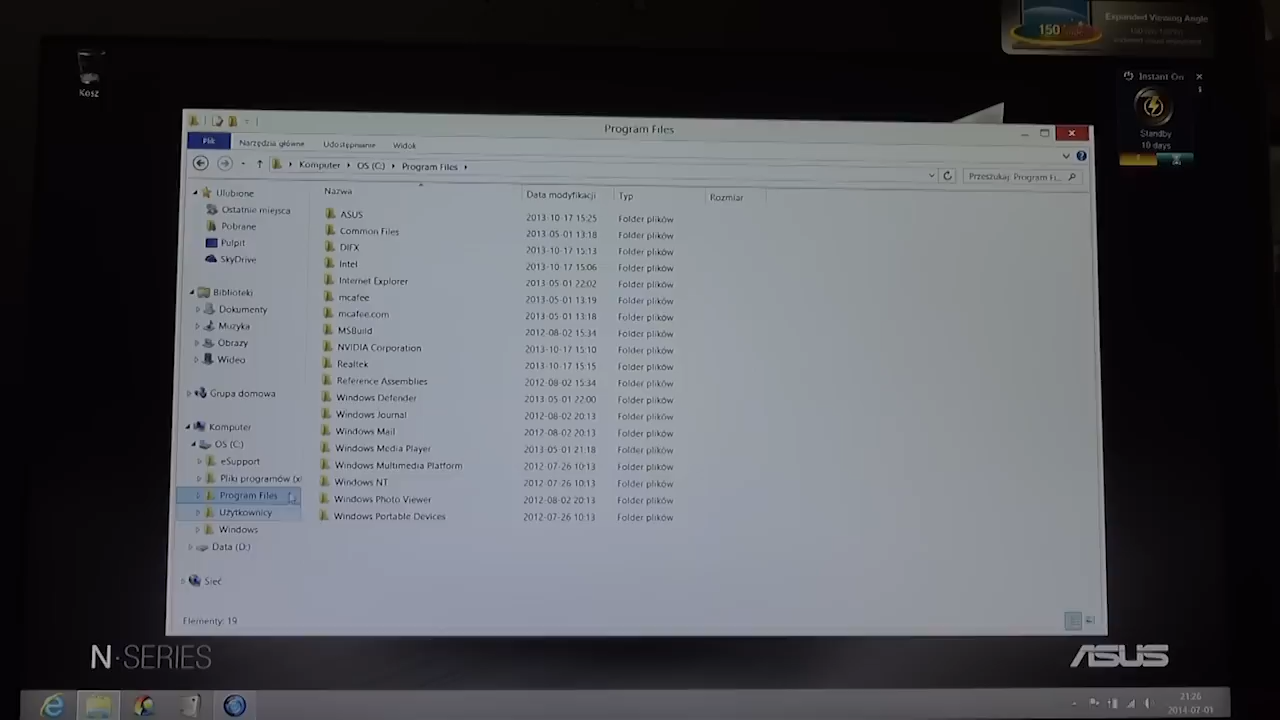 150
Expanded Viewing Angle
Kosz
Instant On
Standby
10 days
Program Files
Plik Narzędzia główne Udostępnianie Widok
Komputer OS (C:) Program Files
Przeszukaj: Program Fi...
Nazwa Data modyfikacji Typ Rozmiar
Ulubione
Ostatnie miejsca
Pobrane
Pulpit
SkyDrive
Biblioteki
Dokumenty
Muzyka
Obrazy
Wideo
Grupa domowa
Komputer
OS (C:)
eSupport
Pliki programów (x
Program Files
Użytkownicy
Windows
Data (D:)
Sieć
ASUS 2013-10-17 15:25 Folder plików
Common Files 2013-05-01 13:18 Folder plików
DIFX 2013-10-17 15:13 Folder plików
Intel 2013-10-17 15:06 Folder plików
Internet Explorer 2013-05-01 22:02 Folder plików
mcafee 2013-05-01 13:19 Folder plików
mcafee.com 2013-05-01 13:18 Folder plików
MSBuild 2012-08-02 15:34 Folder plików
NVIDIA Corporation 2013-10-17 15:10 Folder plików
Realtek 2013-10-17 15:15 Folder plików
Reference Assemblies 2012-08-02 15:34 Folder plików
Windows Defender 2013-05-01 22:00 Folder plików
Windows Journal 2012-08-02 20:13 Folder plików
Windows Mail 2012-08-02 20:13 Folder plików
Windows Media Player 2013-05-01 21:18 Folder plików
Windows Multimedia Platform 2012-07-26 10:13 Folder plików
Windows NT 2012-07-26 10:13 Folder plików
Windows Photo Viewer 2012-08-02 20:13 Folder plików
Windows Portable Devices 2012-07-26 10:13 Folder plików
Elementy: 19
N·SERIES
ASUS
21:26
2014-07-01